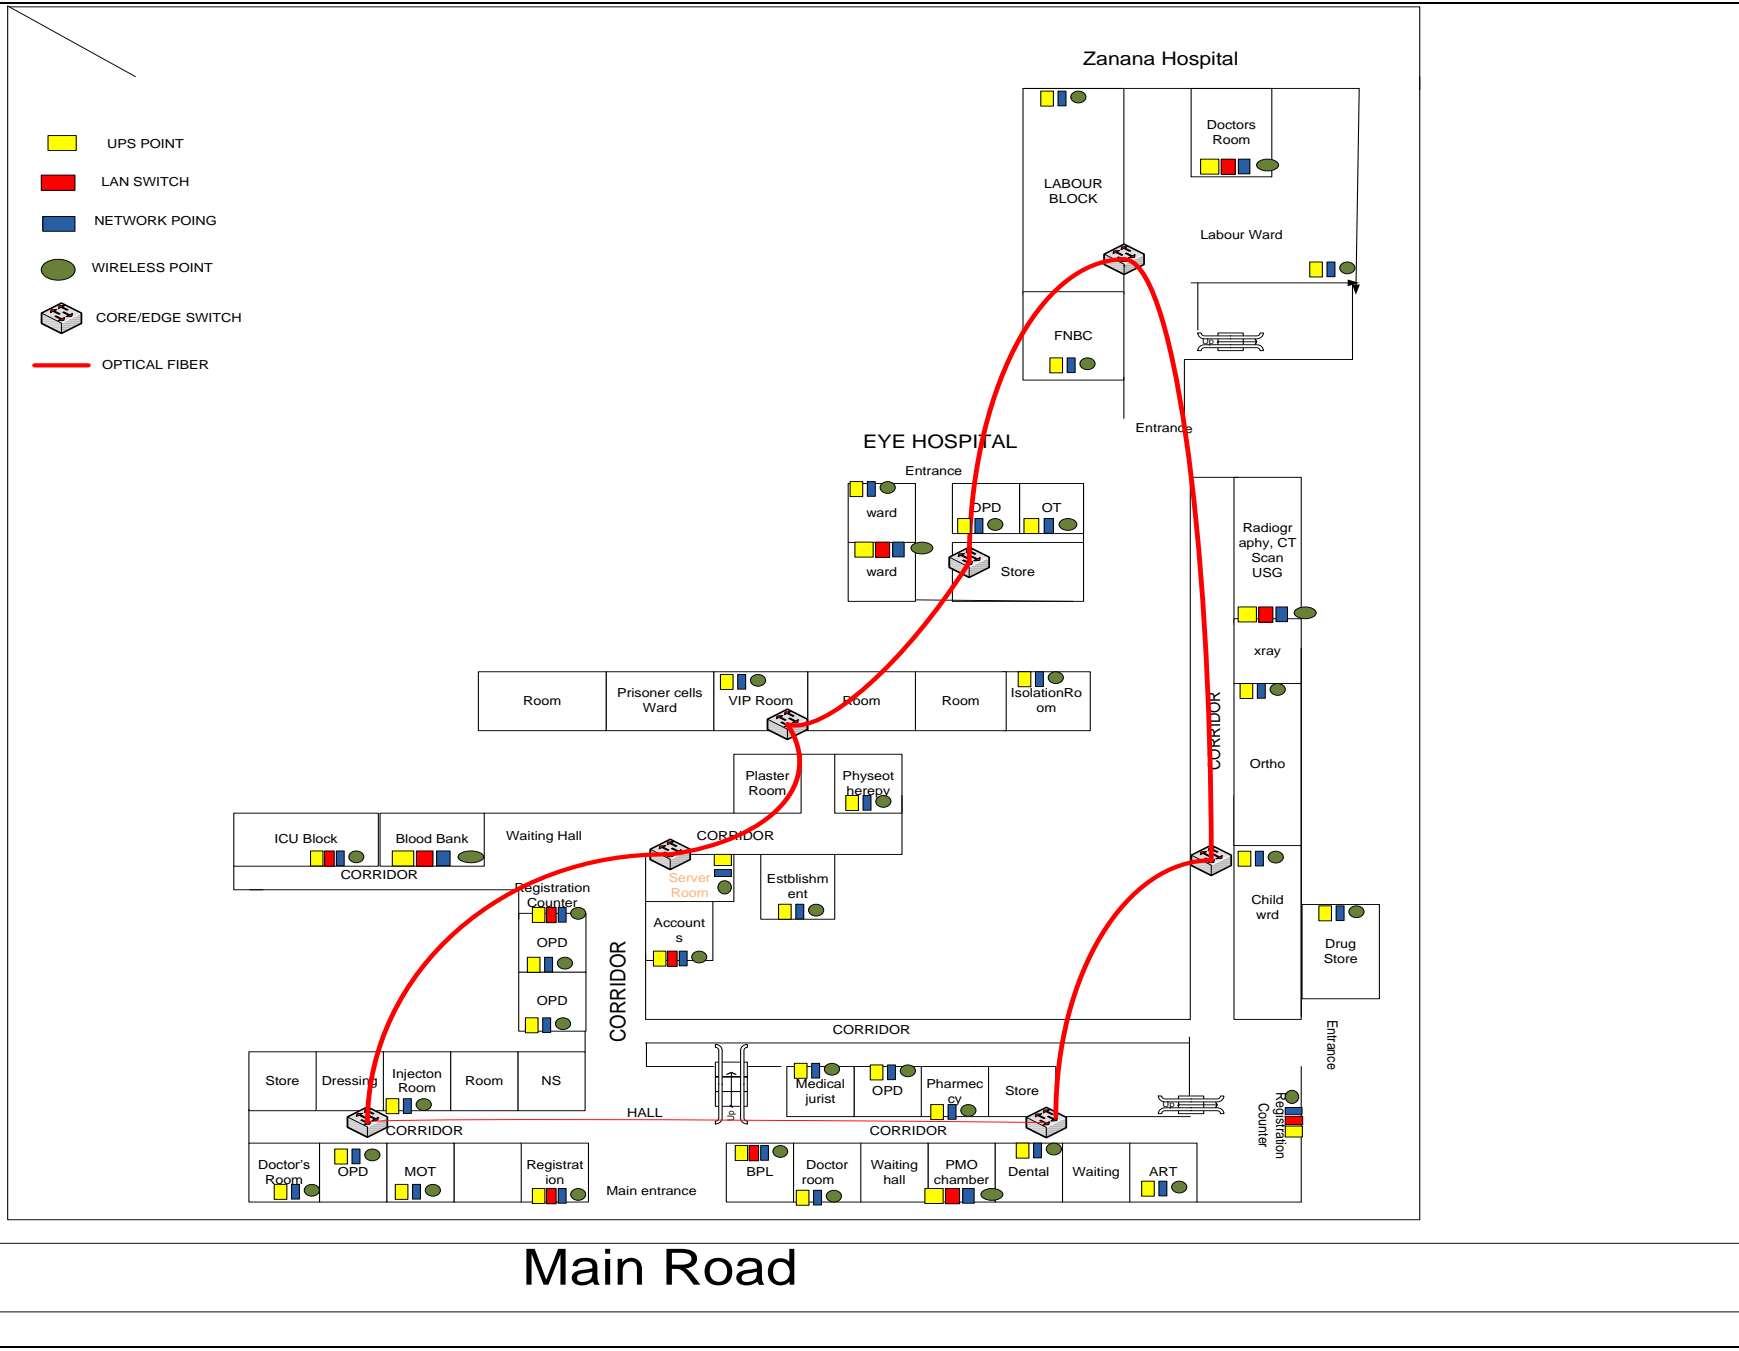 Zanana Hospital
UPS POINT
LAN SWITCH
NETWORK POING
WIRELESS POINT
CORE/EDGE SWITCH
OPTICAL FIBER
Doctors
Room
LABOUR
BLOCK
Labour Ward
FNBC
Up
Entrance
EYE HOSPITAL
Entrance
ward
OPD
OT
ward
Store
Radiogr
aphy, CT
Scan
USG
xray
Room
Prisoner cells
Ward
VIP Room
Room
Room
IsolationRo
om
CORRIDOR
Ortho
Plaster
Room
Physeot
herepy
ICU Block
Blood Bank
Waiting Hall
CORRIDOR
CORRIDOR
Server
Room
Establishm
ent
Registration
Counter
OPD
Account
s
Child
wrd
Drug
Store
OPD
CORRIDOR
CORRIDOR
Entrance
Store
Dressing
Injecton
Room
Room
NS
Up
Medical
jurist
OPD
Pharmec
cy
Store
Up
Registration
Counter
HALL
CORRIDOR
CORRIDOR
Doctor's
Room
OPD
MOT
Registrat
ion
Main entrance
BPL
Doctor
room
Waiting
hall
PMO
chamber
Dental
Waiting
ART
Main Road